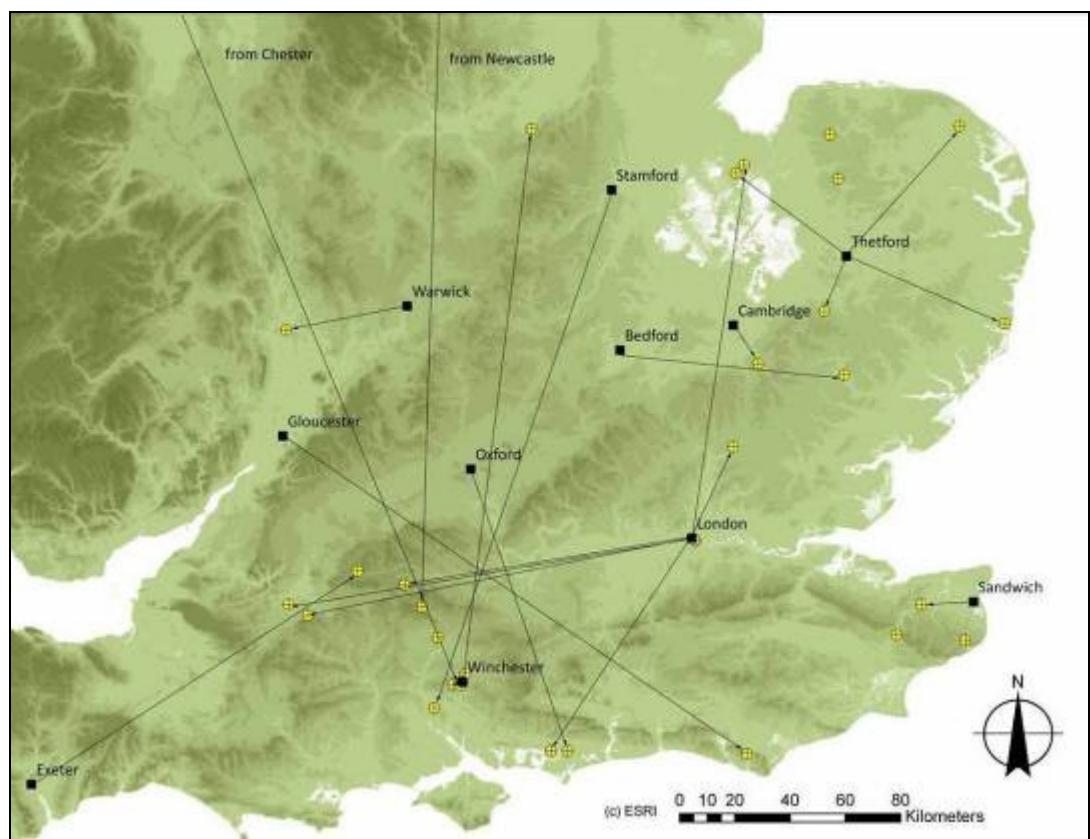 from Chester
from Newcastle
Stamford
Thetford
Warwick
Cambridge
Bedford
Gloucester
Oxford
London
Sandwich
Winchester
N
Exeter
(c) ESRI
0 10 20 40 60 80
Kilometers